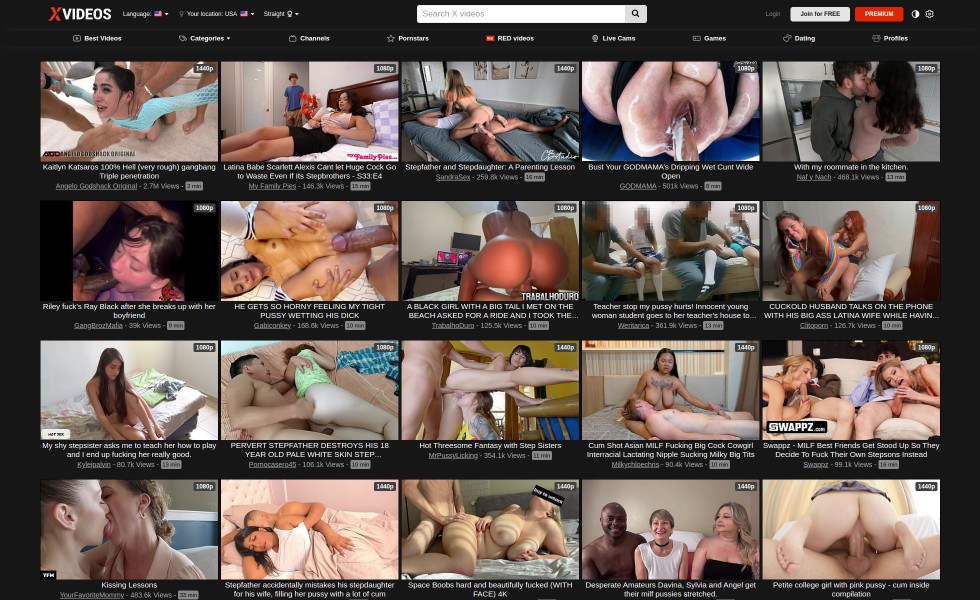 XVIDEOS
Language:
Your location: USA
Straight
Search X videos
Login
Join for FREE
PREMIUM
Best Videos
Categories
Channels
Pornstars
RED videos
Live Cams
Games
Dating
Profiles
1440p
ANGELO GODSHACK ORIGINAL
Kaitlyn Katsaros 100% Hell (very rough) gangbang
Triple penetration
Angelo Godshack Original - 2.7M Views - 2 min
1080p
my Family Pies
Latina Babe Scarlett Alexis Cant let Huge Cock Go
to Waste Even If Its Stepbrothers - S33:E4
My Family Pies - 146.3k Views - 15 min
1440p
Stepfather and Stepdaughter: A Parenting Lesson
SandraSex - 259.8k Views - 16 min
1080p
Bust Your GODMAMA's Dripping Wet Cunt Wide
Open
GODMAMA - 501k Views - 8 min
1080p
With my roommate in the kitchen.
Naf y Nach - 468.1k Views - 13 min
1080p
Riley fuck's Ray Black after she breaks up with her
boyfriend
GangBrozMafia - 39k Views - 9 min
1080p
HE GETS SO HORNY FEELING MY TIGHT
PUSSY WETTING HIS DICK
Gabiconkey - 168.6k Views - 10 min
1080p
TRABALHODURO
A BLACK GIRL WITH A BIG TAIL I MET ON THE
BEACH ASKED FOR A RIDE AND I TOOK THE...
TrabalhoDuro - 125.5k Views - 10 min
1080p
Teacher stop my pussy hurts! Innocent young
woman student goes to her teacher's house to...
Weritarica - 361.9k Views - 13 min
1080p
CUCKOLD HUSBAND TALKS ON THE PHONE
WITH HIS BIG ASS LATINA WIFE WHILE HAVIN...
Clitoporn - 126.7k Views - 10 min
1080p
My shy stepsister asks me to teach her how to play
and I end up fucking her really good.
Kyleipalvin - 80.7k Views - 13 min
1080p
PERVERT STEPFATHER DESTROYS HIS 18
YEAR OLD PALE WHITE SKIN STEP...
Pornocasero45 - 106.1k Views - 10 min
1440p
Hot Threesome Fantasy with Step Sisters
MrPussyLicking - 354.1k Views - 11 min
1440p
Cum Shot Asian MILF Fucking Big Cock Cowgirl
Interracial Lactating Nipple Sucking Milky Big Tits
Milkychloechris - 90.4k Views - 10 min
1080p
SWAPPZ.COM
Swappz - MILF Best Friends Get Stood Up So They
Decide To Fuck Their Own Stepsons Instead
Swappz - 99.1k Views - 16 min
1080p
YFM
Kissing Lessons
YourFavoriteMommy - 483.6k Views - 33 min
1440p
Stepfather accidentally mistakes his stepdaughter
for his wife, filling her pussy with a lot of cum
1440p
Space Boobs hard and beautifully fucked (WITH
FACE) 4K
1440p
Desperate Amateurs Davina, Sylvia and Angel get
their milf pussies stretched.
1440p
Petite college girl with pink pussy - cum inside
compilation